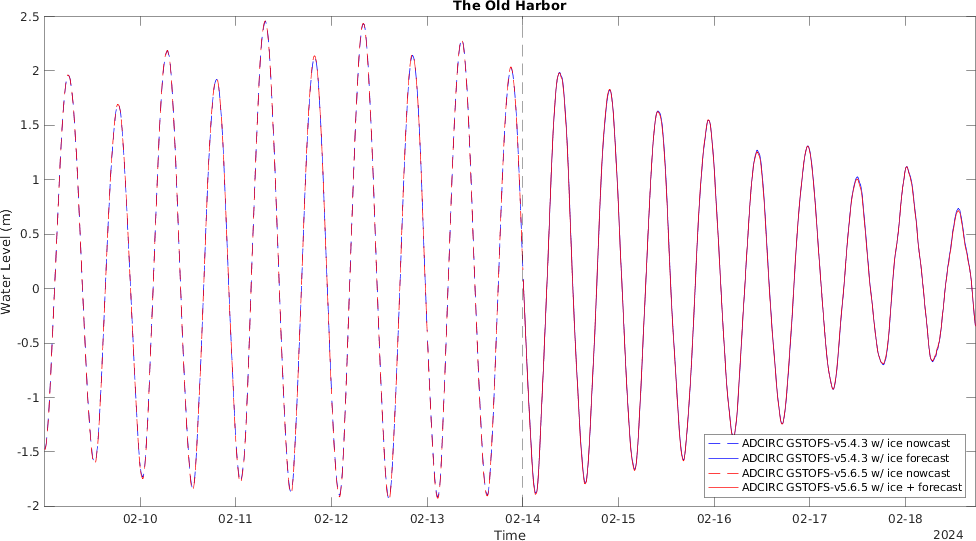 The Old Harbor
2.5
2
1.5
1
0.5
0
-0.5
-1
-1.5
-2
Water Level (m)
ADCIRC GSTOFS-v5.4.3 w/ ice nowcast
ADCIRC GSTOFS-v5.4.3 w/ ice forecast
ADCIRC GSTOFS-v5.6.5 w/ ice nowcast
ADCIRC GSTOFS-v5.6.5 w/ ice + forecast
02-10 02-11 02-12 02-13 02-14 02-15 02-16 02-17 02-18
Time
2024